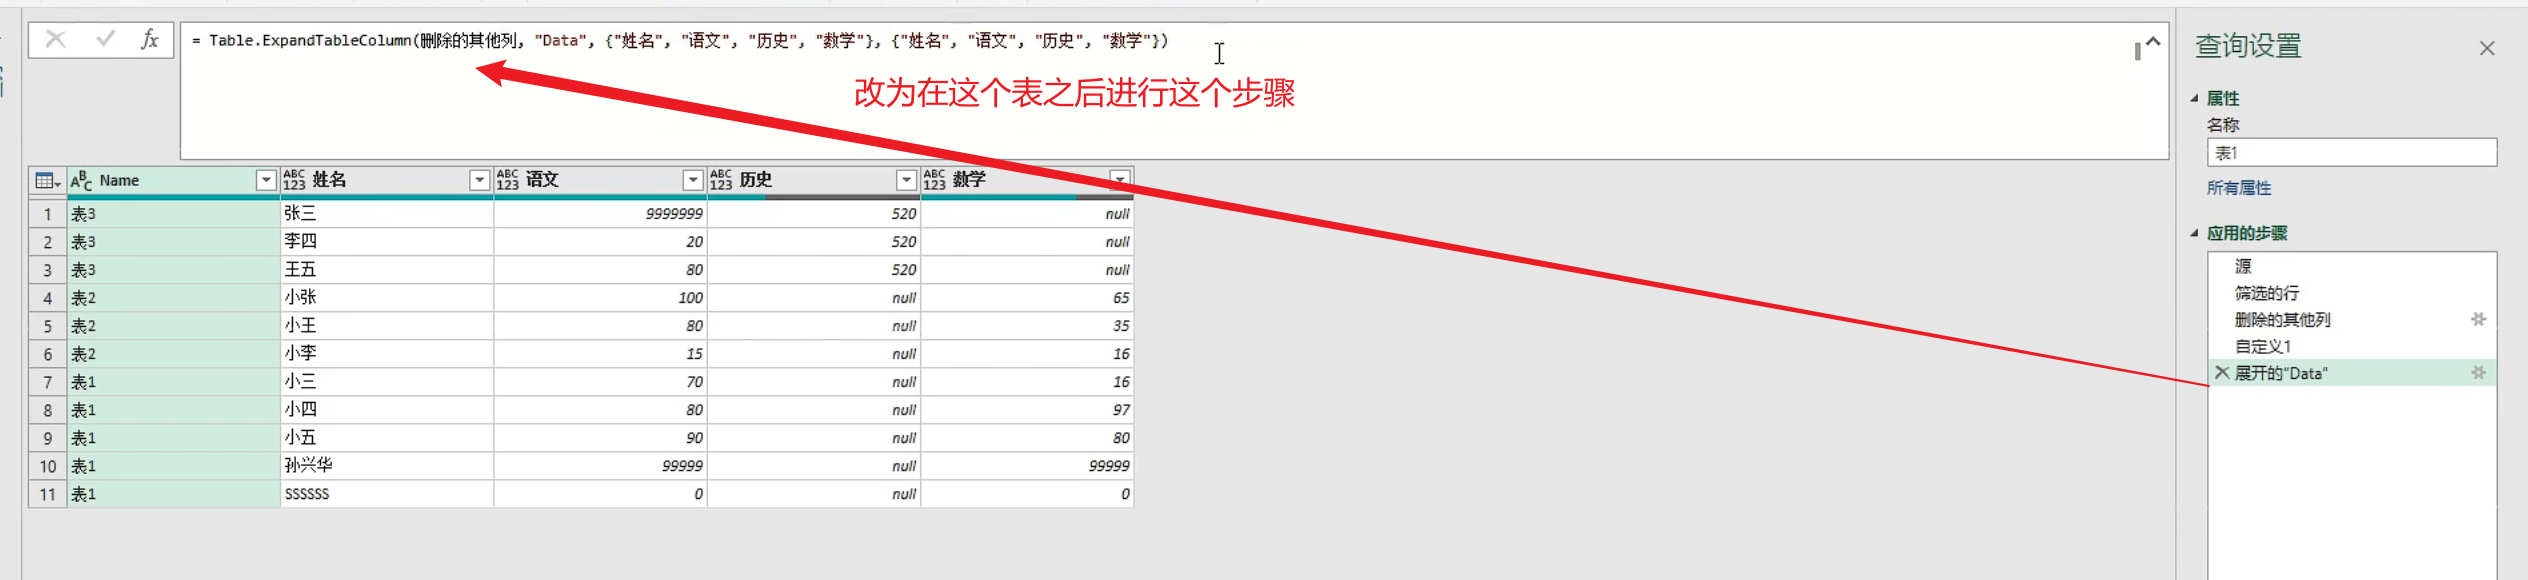 fx
= Table.ExpandTableColumn(删除的其他列, "Data", {"姓名", "语文", "历史", "数学"}, {"姓名", "语文", "历史", "数学"})
改为在这个表之后进行这个步骤
ABC Name ABC123 姓名 ABC123 语文 ABC123 历史 ABC123 数学
1 表3 张三 9999999 520 null
2 表3 李四 20 520 null
3 表3 王五 80 520 null
4 表2 小张 100 null 65
5 表2 小王 80 null 35
6 表2 小李 15 null 16
7 表1 小三 70 null 16
8 表1 小四 80 null 97
9 表1 小五 90 null 80
10 表1 孙兴华 99999 null 99999
11 表1 SSSSSS 0 null 0
查询设置
属性
名称
表1
所有属性
应用的步骤
源
筛选的行
删除的其他列
自定义1
展开的"Data"